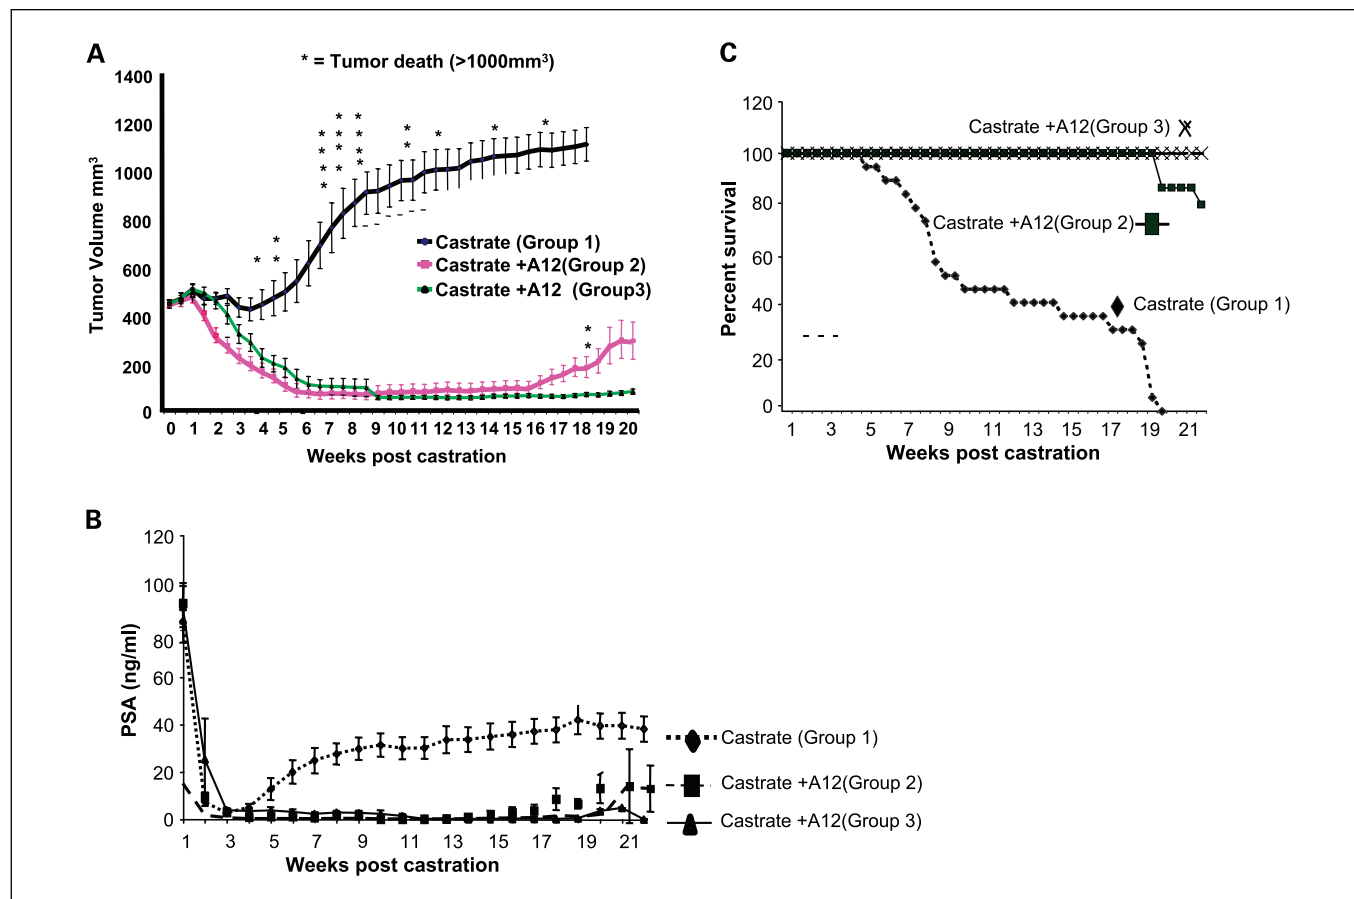 A
* = Tumor death (>1000mm³)
1400
1200
1000
800
600
400
200
0
Tumor Volume mm³
Castrate (Group 1)
Castrate +A12(Group 2)
Castrate +A12 (Group3)
0 1 2 3 4 5 6 7 8 9 10 11 12 13 14 15 16 17 18 19 20
Weeks post castration
C
120
100
80
60
40
20
0
Percent survival
Castrate +A12(Group 3)
Castrate +A12(Group 2)
Castrate (Group 1)
1 3 5 7 9 11 13 15 17 19 21
Weeks post castration
B
120
100
80
60
40
20
0
PSA (ng/ml)
1 3 5 7 9 11 13 15 17 19 21
Weeks post castration
Castrate (Group 1)
Castrate +A12(Group 2)
Castrate +A12(Group 3)